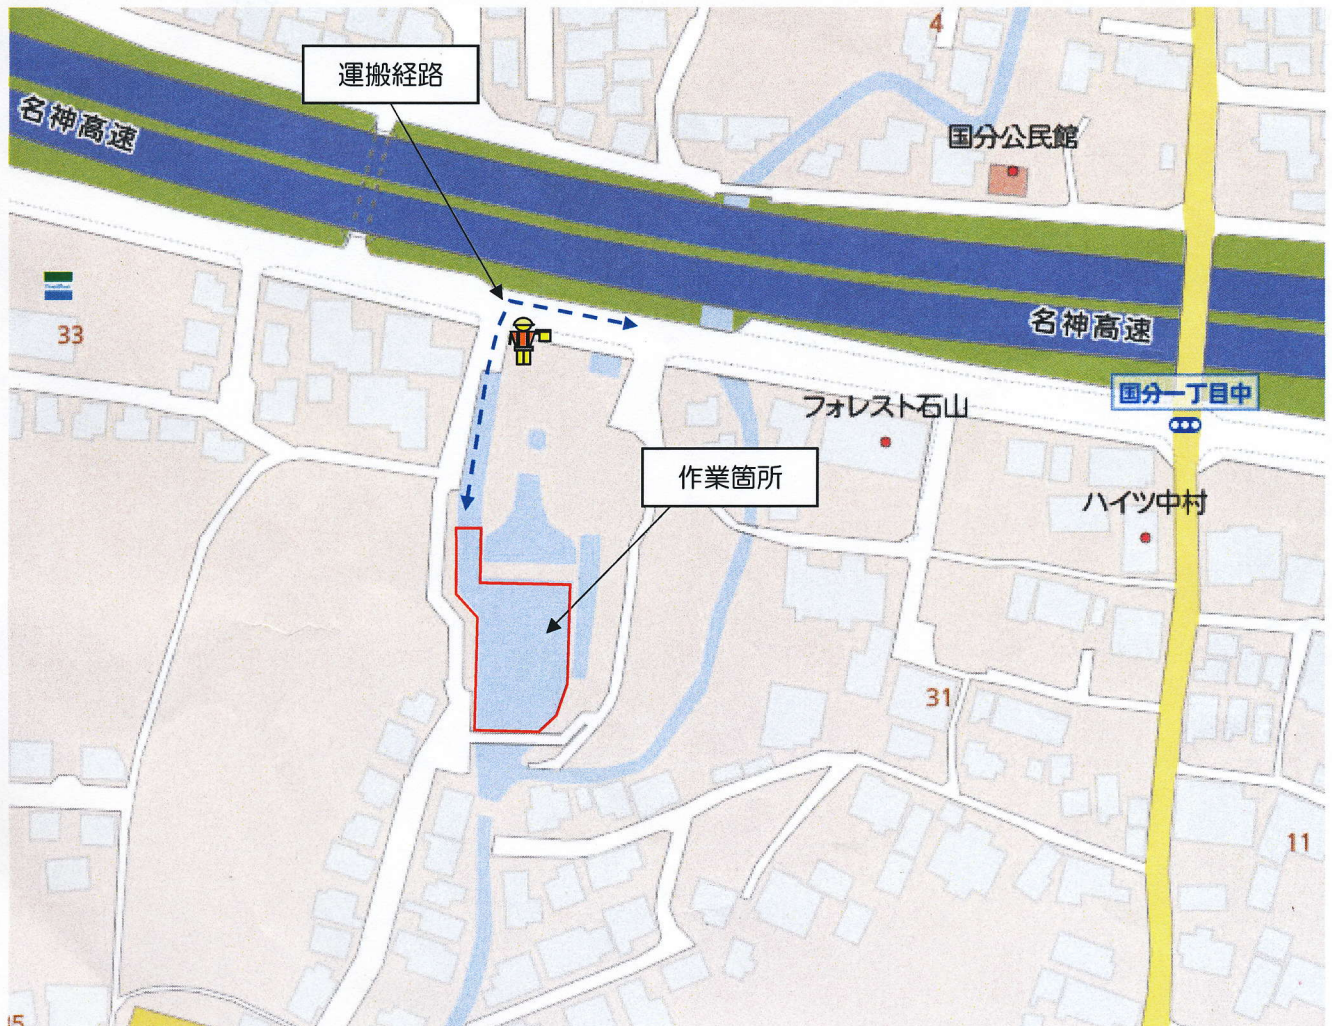 4
運搬経路
名神高速
国分公民館
33
名神高速
国分一丁目中
フォレスト石山
作業箇所
ハイツ中村
31
11